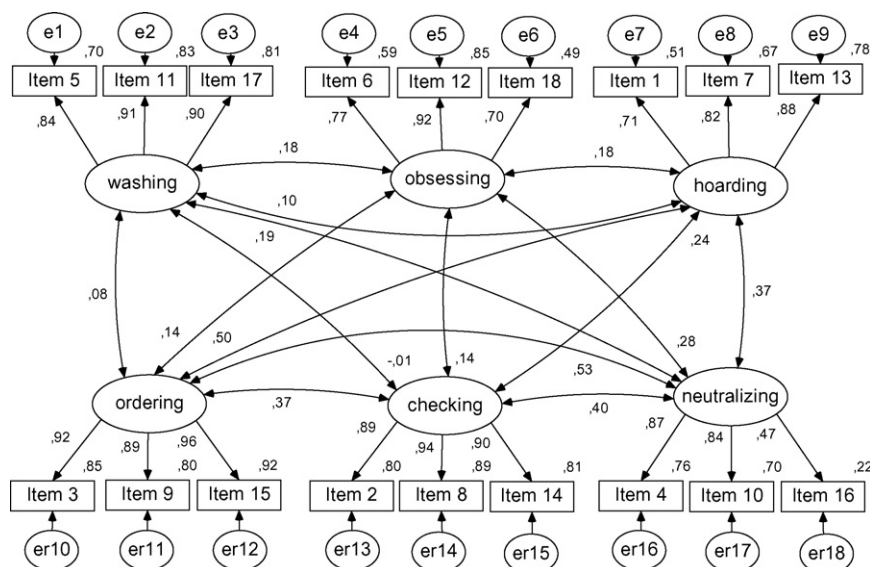 e1 e2 e3 e4 e5 e6 e7 e8 e9
,70 ,83 ,81 ,59 ,85 ,49 ,51 ,67 ,78
Item 5 Item 11 Item 17 Item 6 Item 12 Item 18 Item 1 Item 7 Item 13
,84 ,91 ,90 ,77 ,92 ,70 ,71 ,82 ,88
,18 ,18
washing obsessing hoarding
,10
,19 ,24
,08 ,37
,14 ,50 -,01 ,14 ,53 ,28
ordering ,37 checking ,40 neutralizing
,92 ,89 ,96 ,89 ,94 ,90 ,87 ,84 ,47
,85 ,80 ,92 ,80 ,89 ,81 ,76 ,70 ,22
Item 3 Item 9 Item 15 Item 2 Item 8 Item 14 Item 4 Item 10 Item 16
er10 er11 er12 er13 er14 er15 er16 er17 er18